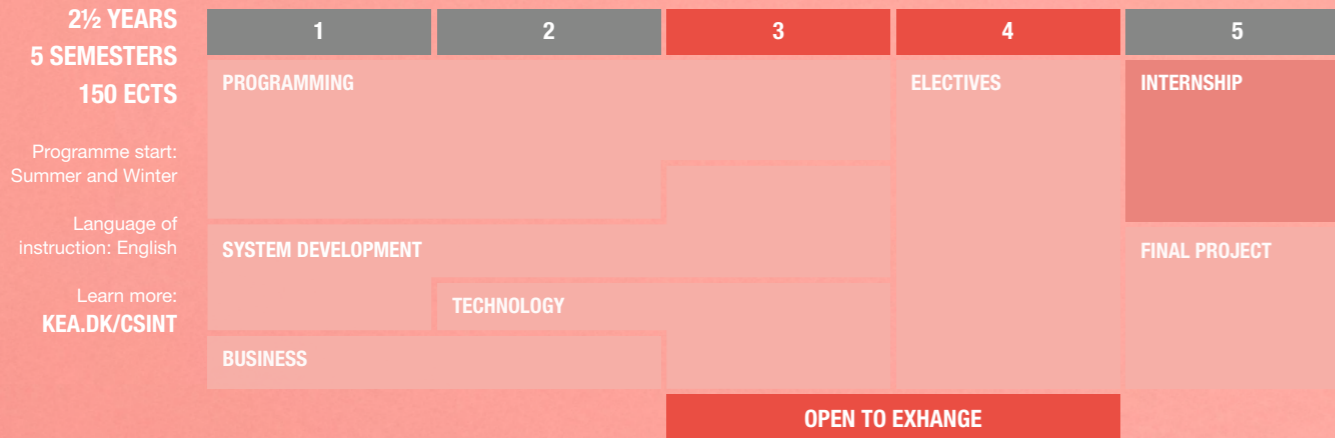 2½ YEARS
5 SEMESTERS
150 ECTS
Programme start:
Summer and Winter
Language of
instruction: English
Learn more:
KEA.DK/CSINT
1 2 3 4 5
PROGRAMMING ELECTIVES INTERNSHIP
SYSTEM DEVELOPMENT FINAL PROJECT
TECHNOLOGY
BUSINESS
OPEN TO EXHANGE